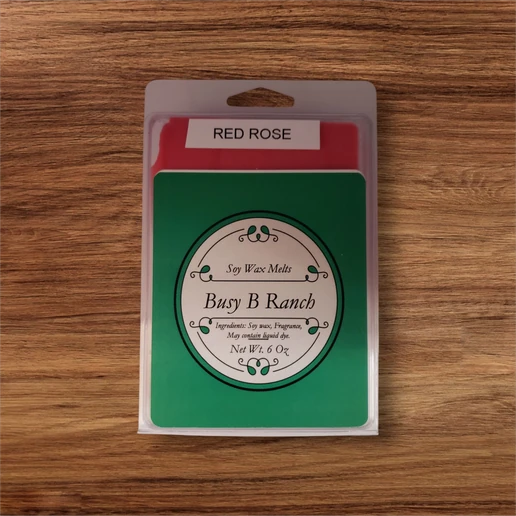 RED ROSE
Soy Wax Melts
Busy B Ranch
Ingredients: Soy wax, Fragrance,
May contain liquid dye.
Net Wt. 6 Oz